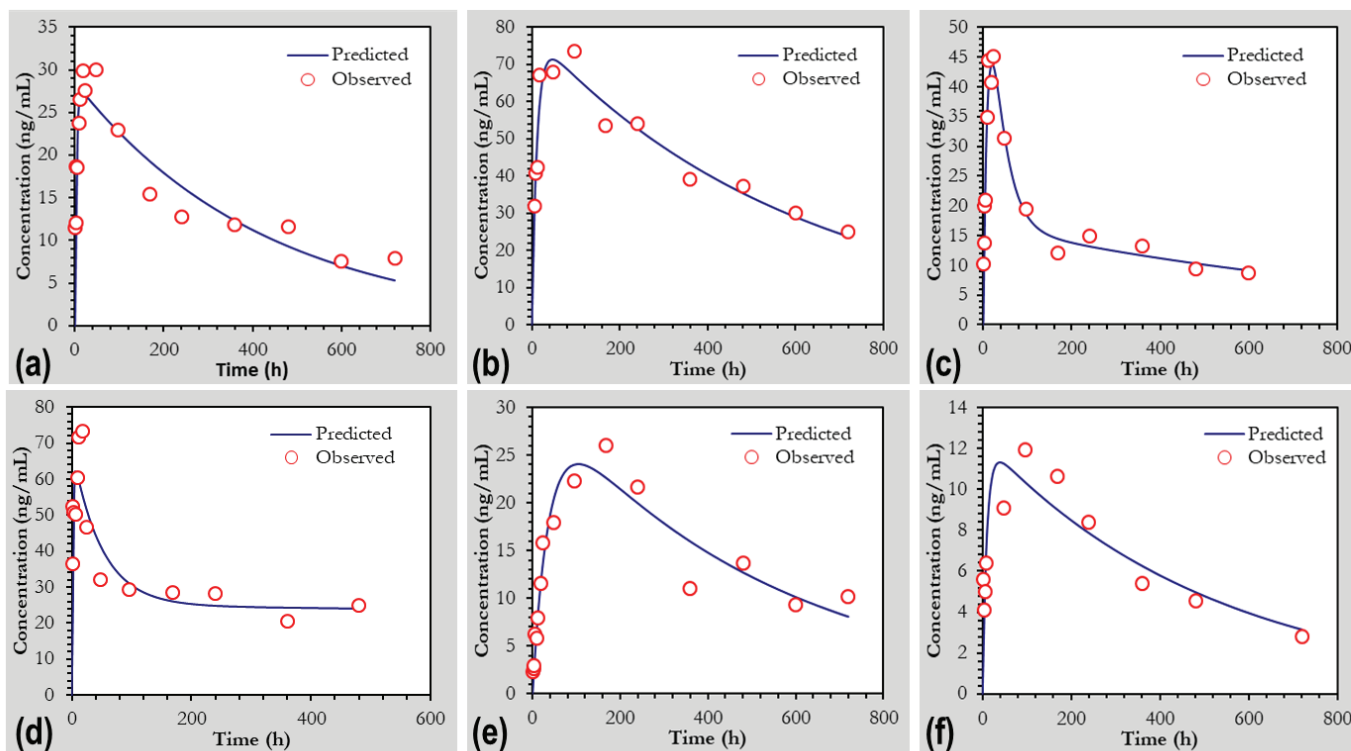 35
30
25
20
15
10
5
0
Concentration (ng/mL)
Predicted
Observed
0 200 400 600 800
Time (h)
(a)
80
70
60
50
40
30
20
10
0
Concentration (ng/mL)
Predicted
Observed
0 200 400 600 800
Time (h)
(b)
50
45
40
35
30
25
20
15
10
5
0
Concentration (ng/mL)
Predicted
Observed
0 200 400 600 800
Time (h)
(c)
80
70
60
50
40
30
20
10
0
Concentration (ng/mL)
Predicted
Observed
0 200 400 600
Time (h)
(d)
30
25
20
15
10
5
0
Concentration (ng/mL)
Predicted
Observed
0 200 400 600 800
Time (h)
(e)
14
12
10
8
6
4
2
0
Concentration (ng/mL)
Predicted
Observed
0 200 400 600 800
Time (h)
(f)